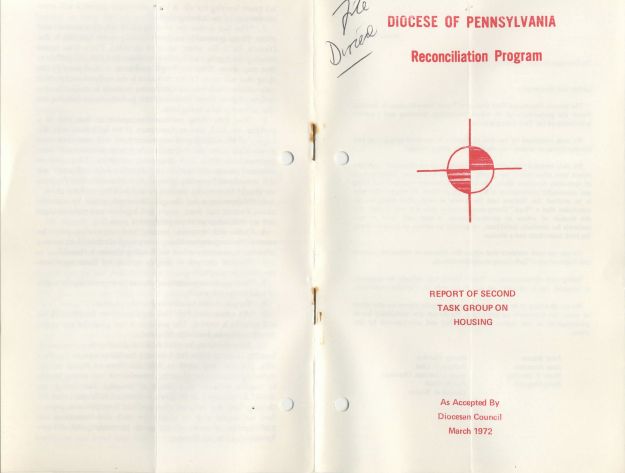 File
Diocese
DIOCESE OF PENNSYLVANIA
Reconciliation Program
REPORT OF SECOND
TASK GROUP ON
HOUSING
As Accepted By
Diocesan Council
March 1972